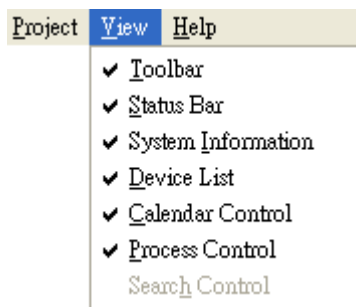 Project View Help
Toolbar
Status Bar
System Information
Device List
Calendar Control
Process Control
Search Control